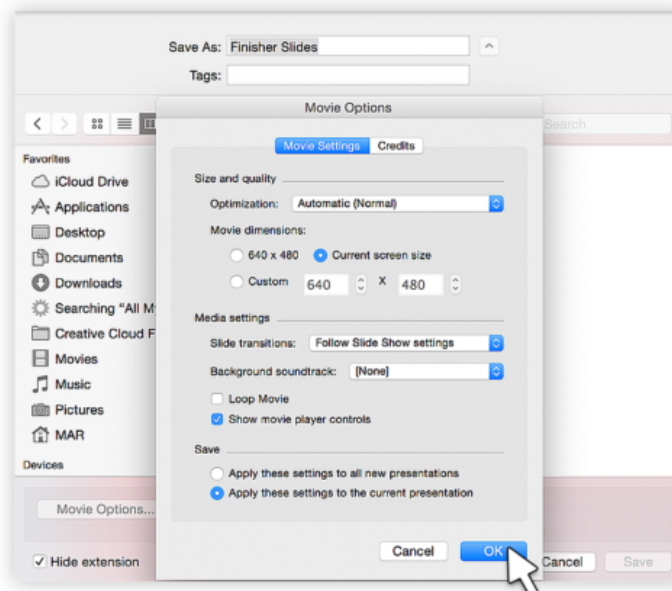 Save As: Finisher Slides
Tags:
Movie Options
Search
Movie Settings Credits
Favorites
iCloud Drive
Applications
Desktop
Documents
Downloads
Searching "All M
Creative Cloud F
Movies
Music
Pictures
MAR
Devices
Size and quality
Optimization: Automatic (Normal)
Movie dimensions:
640 x 480 Current screen size
Custom 640 X 480
Media settings
Slide transitions: Follow Slide Show settings
Background soundtrack: [None]
Loop Movie
Show movie player controls
Save
Apply these settings to all new presentations
Apply these settings to the current presentation
Movie Options...
Cancel OK
Hide extension Cancel Save